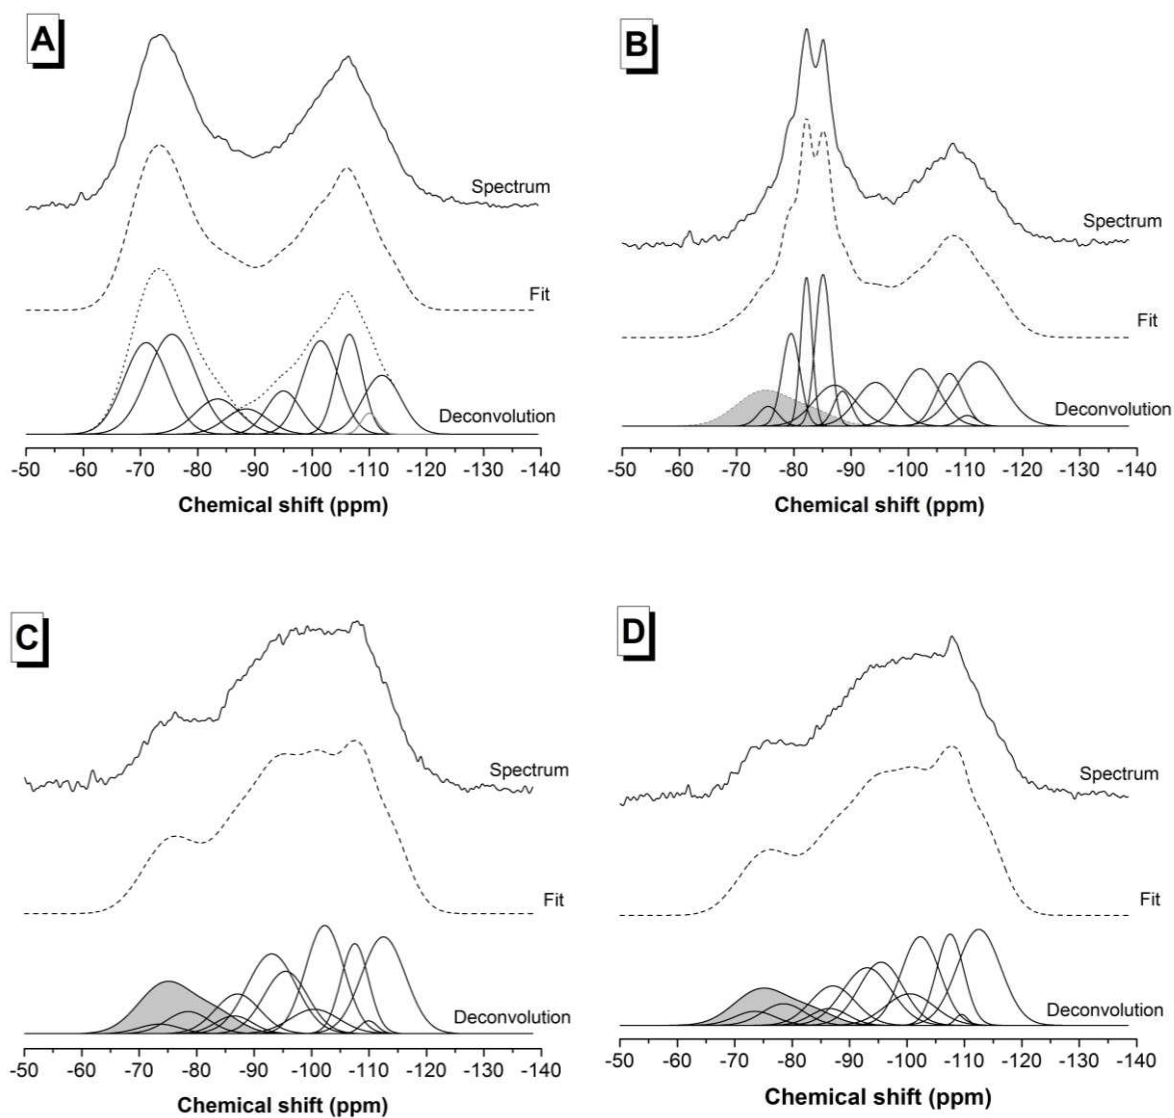 A
Spectrum
Fit
Deconvolution
-50 -60 -70 -80 -90 -100 -110 -120 -130 -140
Chemical shift (ppm)
B
Spectrum
Fit
Deconvolution
-50 -60 -70 -80 -90 -100 -110 -120 -130 -140
Chemical shift (ppm)
C
Spectrum
Fit
Deconvolution
-50 -60 -70 -80 -90 -100 -110 -120 -130 -140
Chemical shift (ppm)
D
Spectrum
Fit
Deconvolution
-50 -60 -70 -80 -90 -100 -110 -120 -130 -140
Chemical shift (ppm)